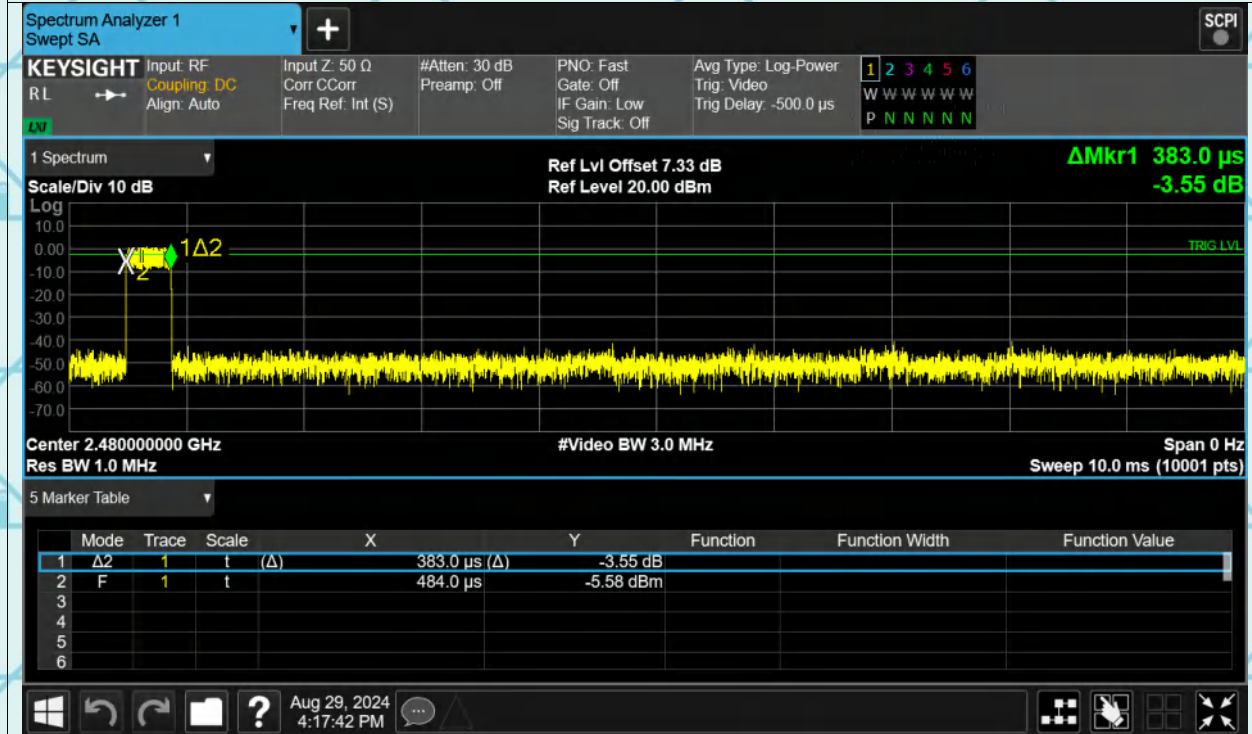 Spectrum Analyzer 1
Swept SA
+
SCPI
KEYSIGHT
RL
LXI
Input: RF
Coupling: DC
Align: Auto
Input Z: 50 Ω
Corr CCorr
Freq Ref: Int (S)
#Atten: 30 dB
Preamp: Off
PNO: Fast
Gate: Off
IF Gain: Low
Sig Track: Off
Avg Type: Log-Power
Trig: Video
Trig Delay: -500.0 µs
1 2 3 4 5 6
W W W W W W
P N N N N N
1 Spectrum
Scale/Div 10 dB
Ref Lvl Offset 7.33 dB
Ref Level 20.00 dBm
ΔMkr1 383.0 µs
-3.55 dB
Log
10.0
0.00
-10.0
-20.0
-30.0
-40.0
-50.0
-60.0
-70.0
1Δ2
2
TRIG LVL
Center 2.480000000 GHz
#Video BW 3.0 MHz
Span 0 Hz
Res BW 1.0 MHz
Sweep 10.0 ms (10001 pts)
5 Marker Table
Mode Trace Scale X Y Function Function Width Function Value
1 Δ2 1 t (Δ) 383.0 µs (Δ) -3.55 dB
2 F 1 t 484.0 µs -5.58 dBm
3
4
5
6
?
Aug 29, 2024
4:17:42 PM